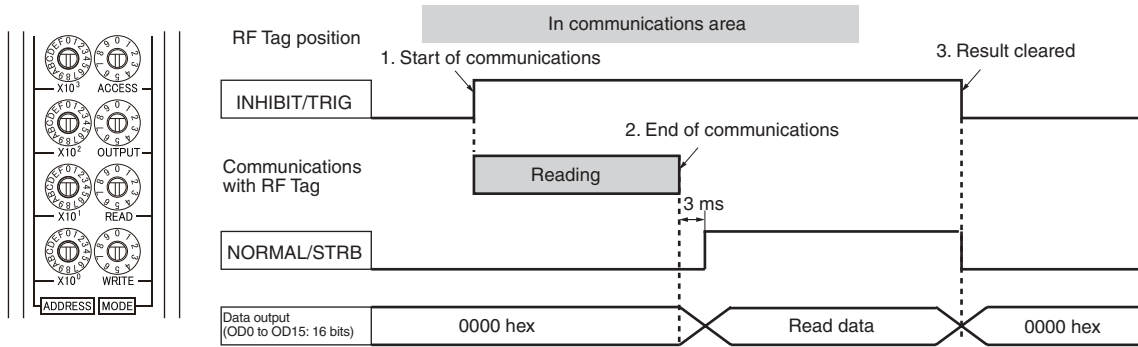 X10³ ACCESS
X10² OUTPUT
X10¹ READ
X10⁰ WRITE
ADDRESS MODE
In communications area
RF Tag position
1. Start of communications
3. Result cleared
INHIBIT/TRIG
2. End of communications
Communications
with RF Tag
Reading
3 ms
NORMAL/STRB
Data output
(OD0 to OD15: 16 bits)
0000 hex
Read data
0000 hex